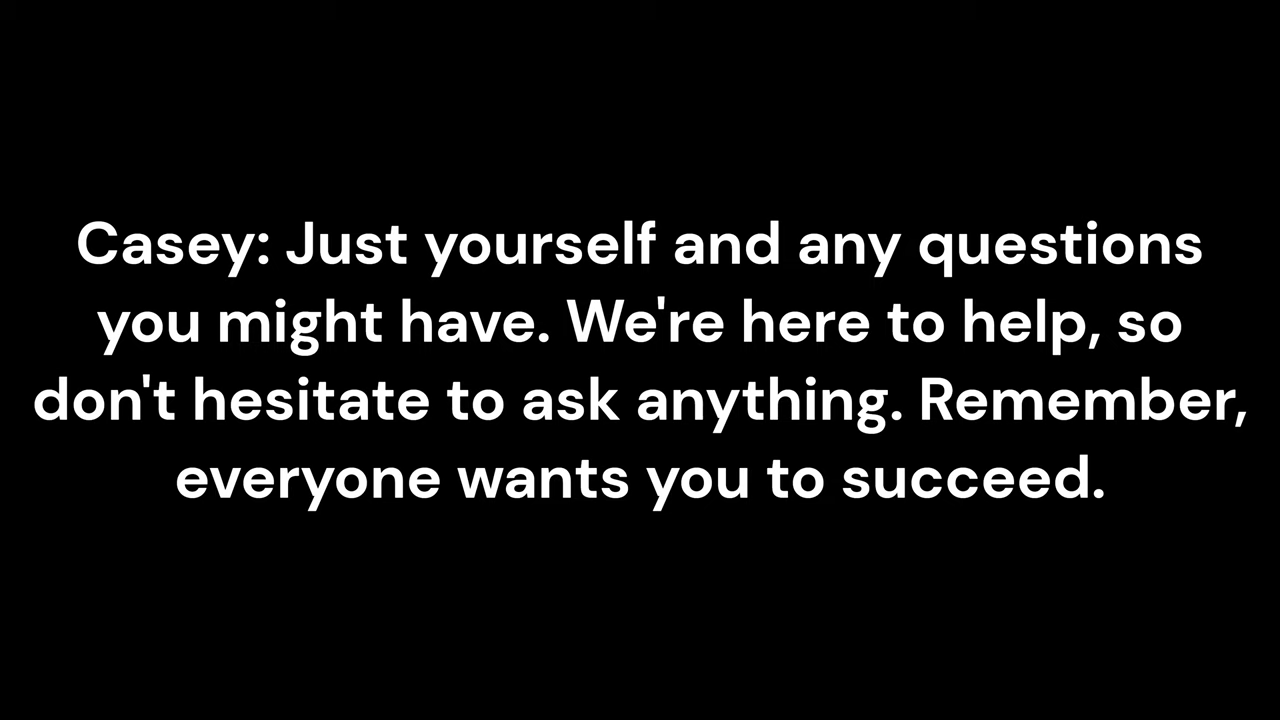 Casey: Just yourself and any questions
you might have. We're here to help, so
don't hesitate to ask anything. Remember,
everyone wants you to succeed.